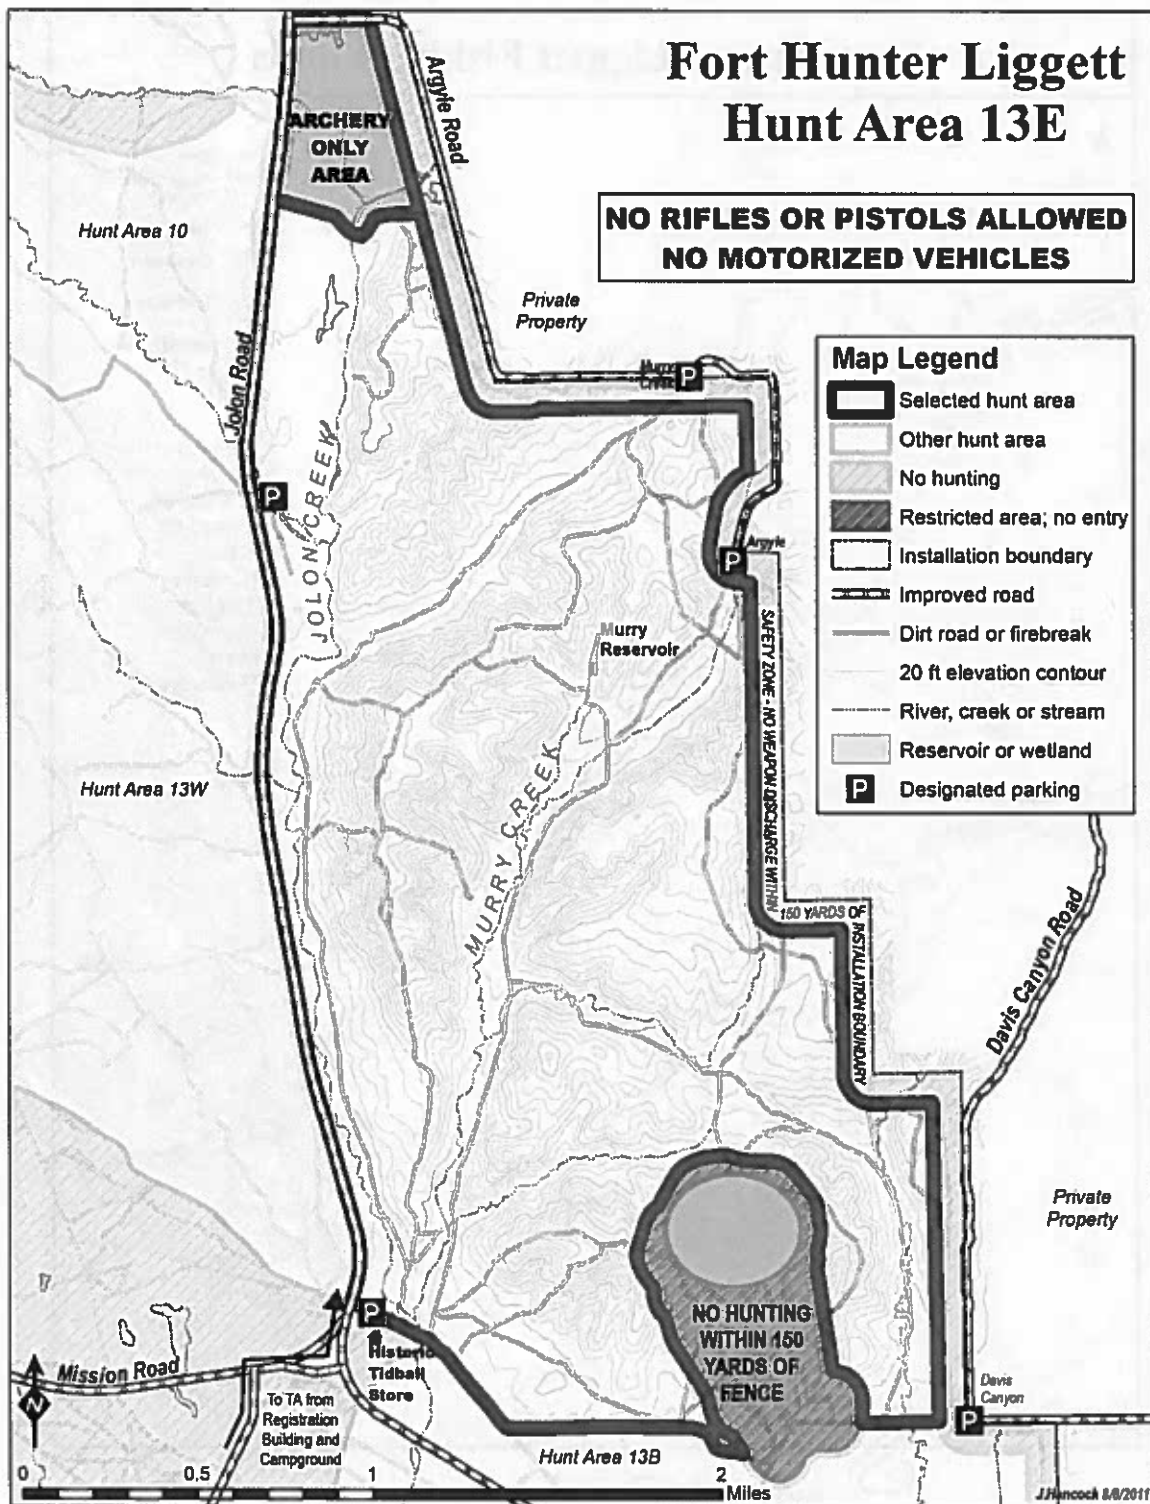 Fort Hunter Liggett
Hunt Area 13E
NO RIFLES OR PISTOLS ALLOWED
NO MOTORIZED VEHICLES
ARCHERY
ONLY
AREA
Argyle Road
Hunt Area 10
Private
Property
Jolon Road
Murry
Creek
P
Map Legend
Selected hunt area
Other hunt area
No hunting
Restricted area; no entry
Installation boundary
Improved road
Dirt road or firebreak
20 ft elevation contour
River, creek or stream
Reservoir or wetland
P Designated parking
P
JOLON CREEK
Argyle
P
Murry
Reservoir
SAFETY ZONE - NO WEAPON DISCHARGE WITHIN
150 YARDS OF
INSTALLATION BOUNDARY
Hunt Area 13W
MURRY CREEK
Davis Canyon Road
Private
Property
P
Historic
Tidball
Store
Mission Road
NO HUNTING
WITHIN 150
YARDS OF
FENCE
Davis
Canyon
P
To TA from
Registration
Building and
Campground
Hunt Area 13B
N
0 0.5 1 2
Miles
J.Hancock 8/8/2011